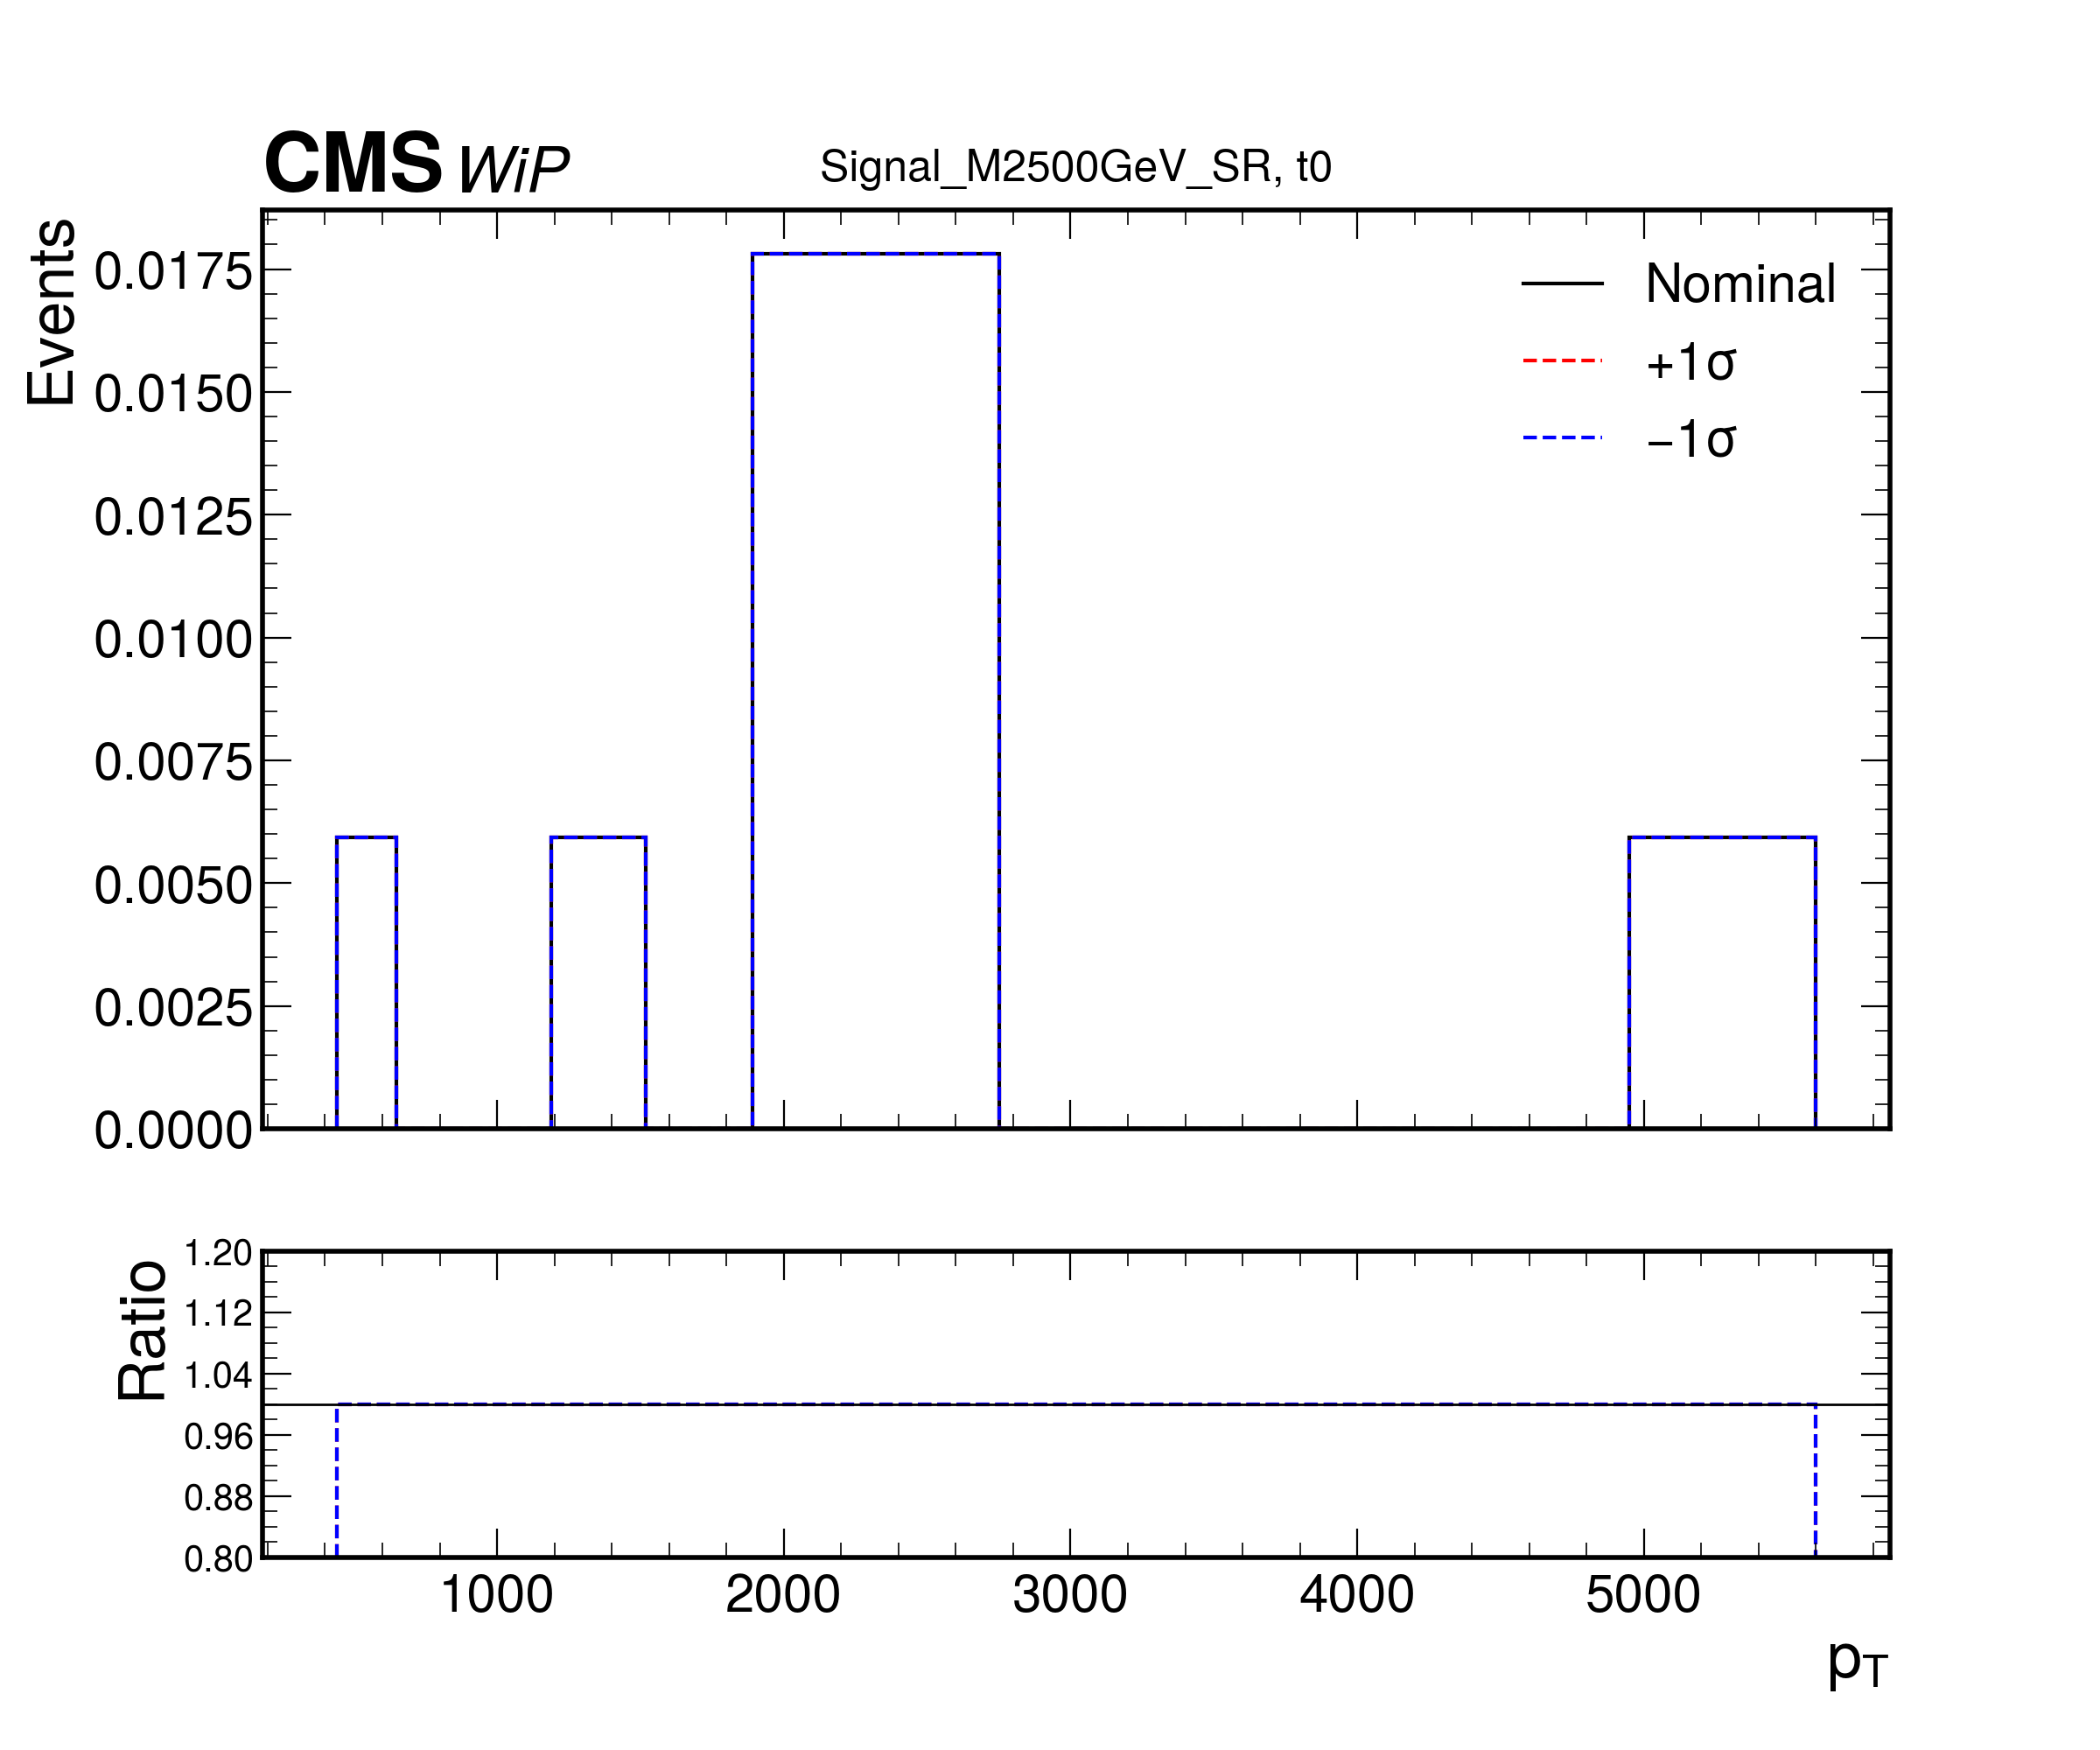 CMS WiP Signal_M2500GeV_SR, t0
Events
0.0175
0.0150
0.0125
0.0100
0.0075
0.0050
0.0025
0.0000
Nominal
+1σ
−1σ
Ratio
1.20
1.12
1.04
0.96
0.88
0.80
1000 2000 3000 4000 5000
pT